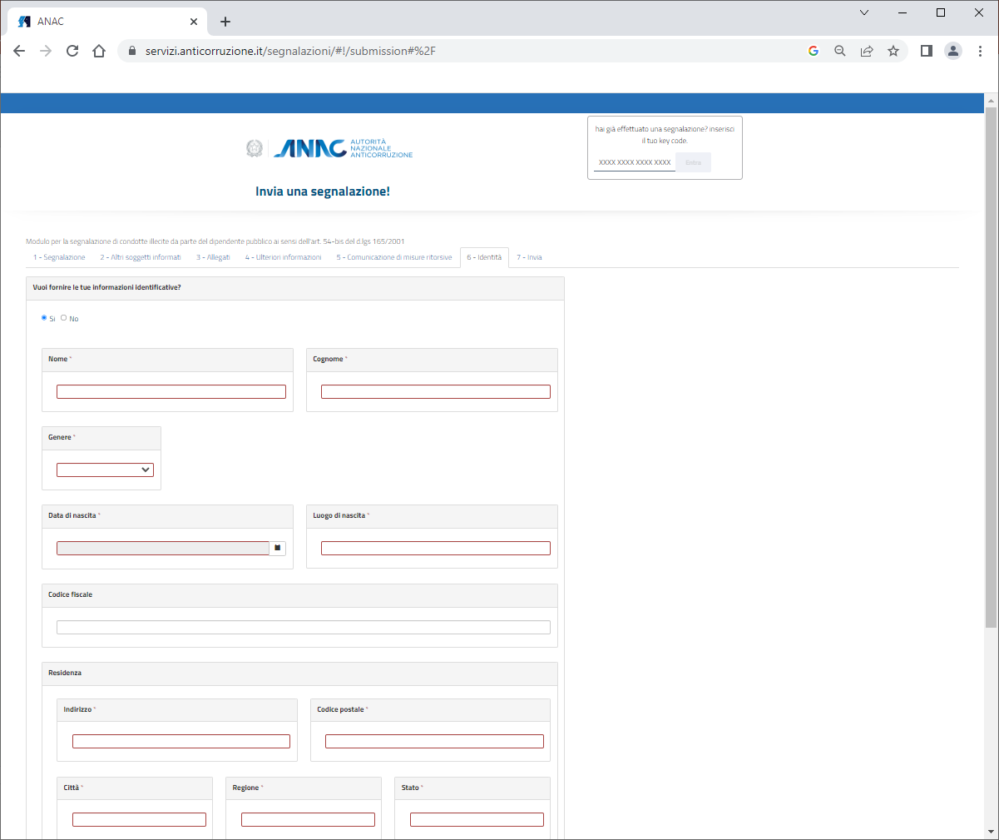 ANAC
servizi.anticorruzione.it/segnalazioni/#!/submission#%2F
hai già effettuato una segnalazione? inserisci
il tuo key code.
XXXX XXXX XXXX XXXX Entra
ANAC AUTORITÀ
NAZIONALE
ANTICORRUZIONE
Invia una segnalazione!
Modulo per la segnalazione di condotte illecite da parte del dipendente pubblico ai sensi dell'art. 54-bis del d.lgs 165/2001
1 - Segnalazione 2 - Altri soggetti informati 3 - Allegati 4 - Ulteriori informazioni 5 - Comunicazione di misure ritorsive 6 - Identità 7 - Invia
Vuoi fornire le tue informazioni identificative?
Si No
Nome * Cognome *
Genere *
Data di nascita * Luogo di nascita *
Codice fiscale
Residenza
Indirizzo * Codice postale *
Città * Regione * Stato *